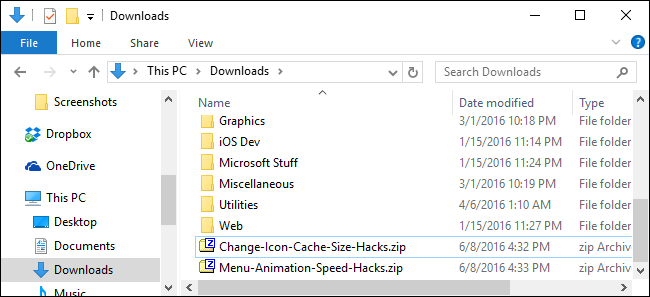 Downloads
File Home Share View
This PC > Downloads >
Search Downloads
Screenshots
Dropbox
OneDrive
This PC
Desktop
Documents
Downloads
Music
Name Date modified Type
Graphics 3/1/2016 10:18 PM File folder
iOS Dev 1/15/2016 11:14 PM File folder
Microsoft Stuff 1/15/2016 11:24 PM File folder
Miscellaneous 3/1/2016 10:19 PM File folder
Utilities 4/6/2016 1:10 AM File folder
Web 1/15/2016 11:27 PM File folder
Change-Icon-Cache-Size-Hacks.zip 6/8/2016 4:32 PM zip Archiv
Menu-Animation-Speed-Hacks.zip 6/8/2016 4:33 PM zip Archiv